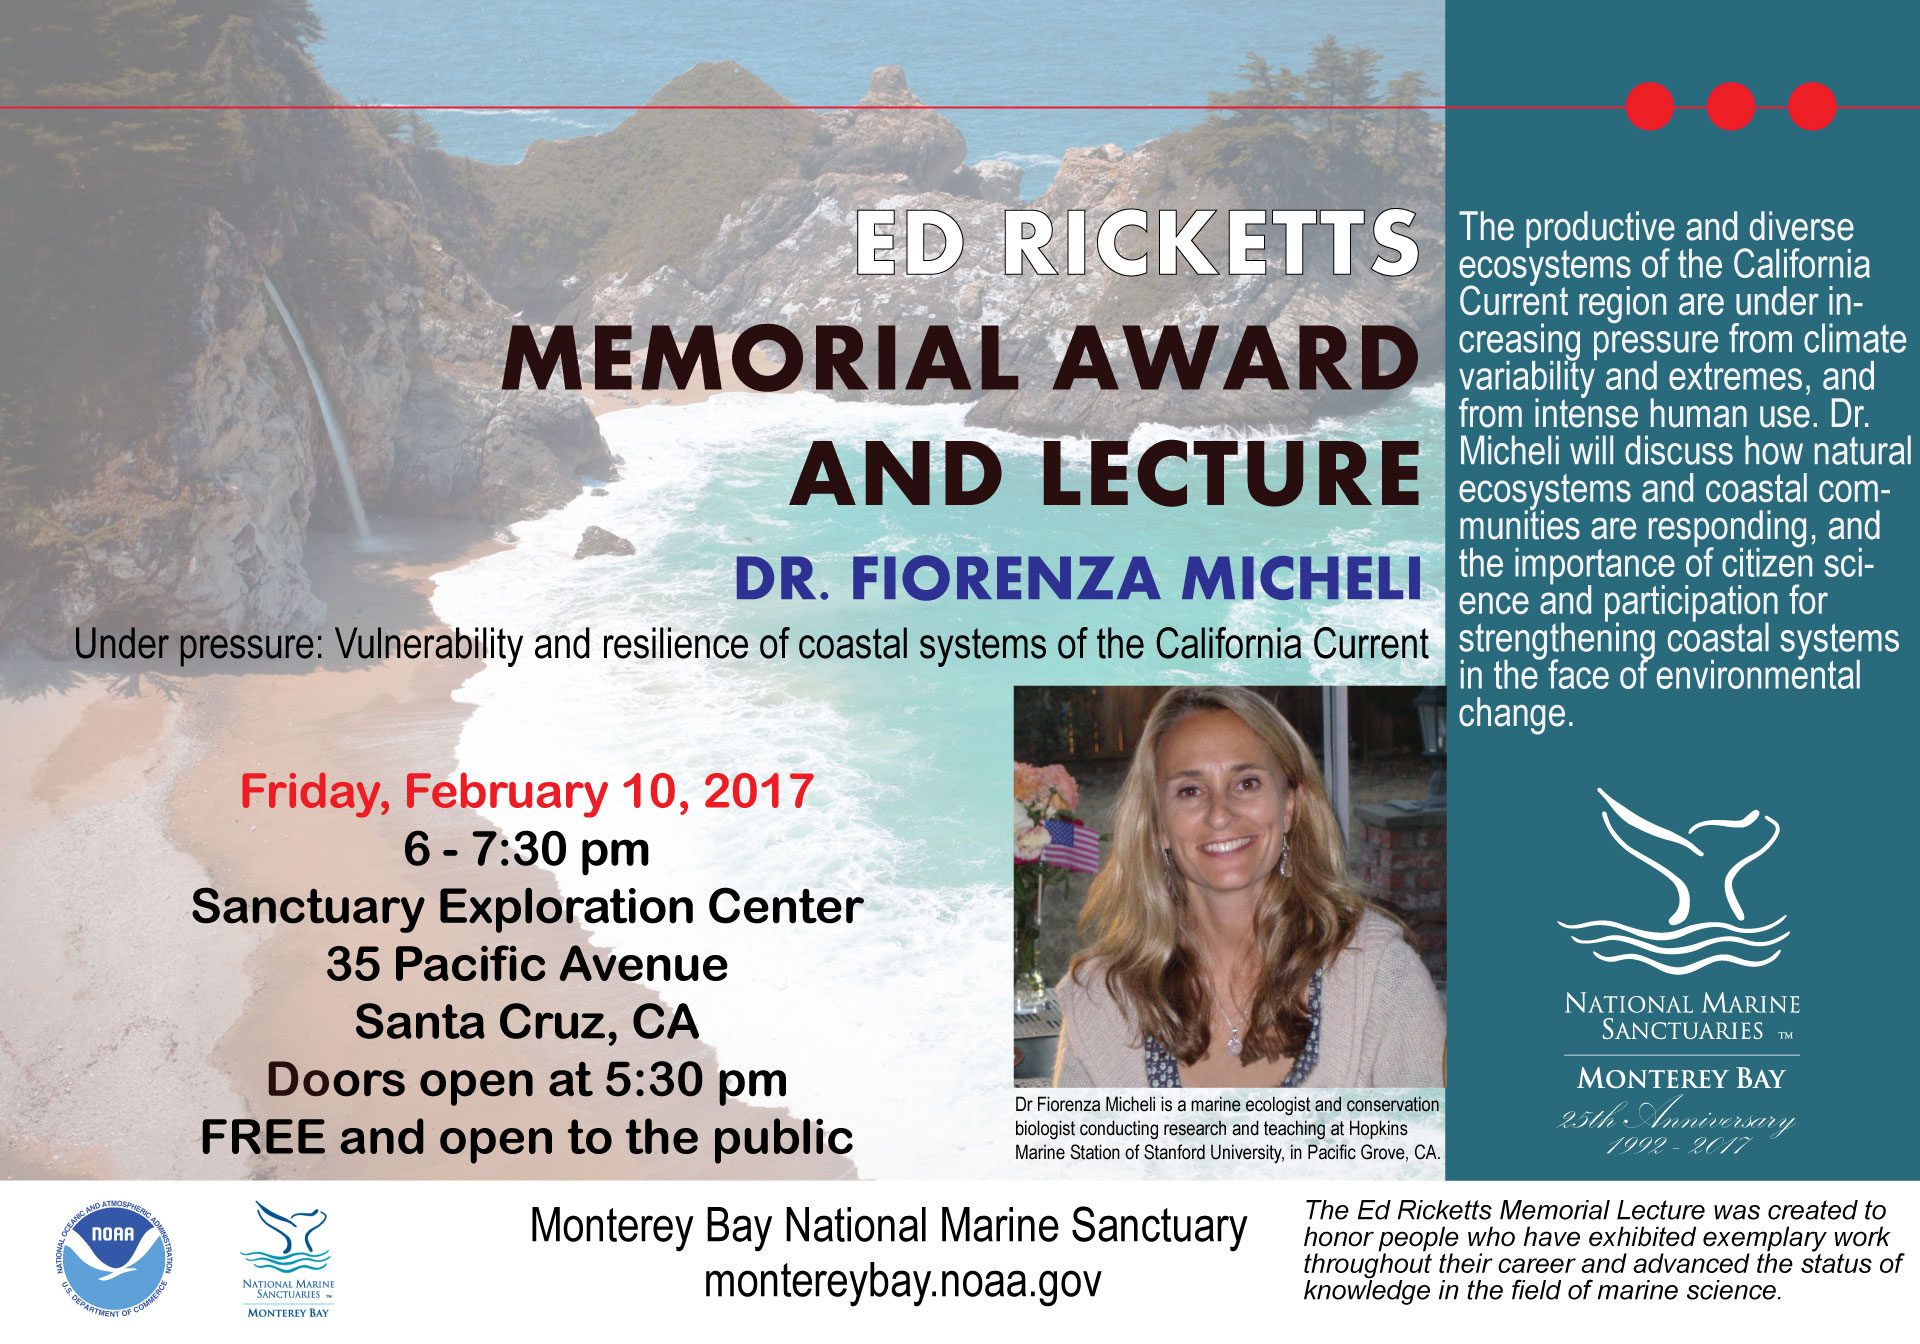 ED RICKETTS
MEMORIAL AWARD
AND LECTURE
DR. FIORENZA MICHELI
Under pressure: Vulnerability and resilience of coastal systems of the California Current
Friday, February 10, 2017
6 - 7:30 pm
Sanctuary Exploration Center
35 Pacific Avenue
Santa Cruz, CA
Doors open at 5:30 pm
FREE and open to the public
Dr Fiorenza Micheli is a marine ecologist and conservation
biologist conducting research and teaching at Hopkins
Marine Station of Stanford University, in Pacific Grove, CA.
The productive and diverse
ecosystems of the California
Current region are under in-
creasing pressure from climate
variability and extremes, and
from intense human use. Dr.
Micheli will discuss how natural
ecosystems and coastal com-
munities are responding, and
the importance of citizen sci-
ence and participation for
strengthening coastal systems
in the face of environmental
change.
NATIONAL MARINE
SANCTUARIES TM
MONTEREY BAY
25th Anniversary
1992 - 2017
NATIONAL OCEANIC AND ATMOSPHERIC ADMINISTRATION
NOAA
U.S. DEPARTMENT OF COMMERCE
NATIONAL MARINE
SANCTUARIES TM
MONTEREY BAY
Monterey Bay National Marine Sanctuary
montereybay.noaa.gov
The Ed Ricketts Memorial Lecture was created to
honor people who have exhibited exemplary work
throughout their career and advanced the status of
knowledge in the field of marine science.